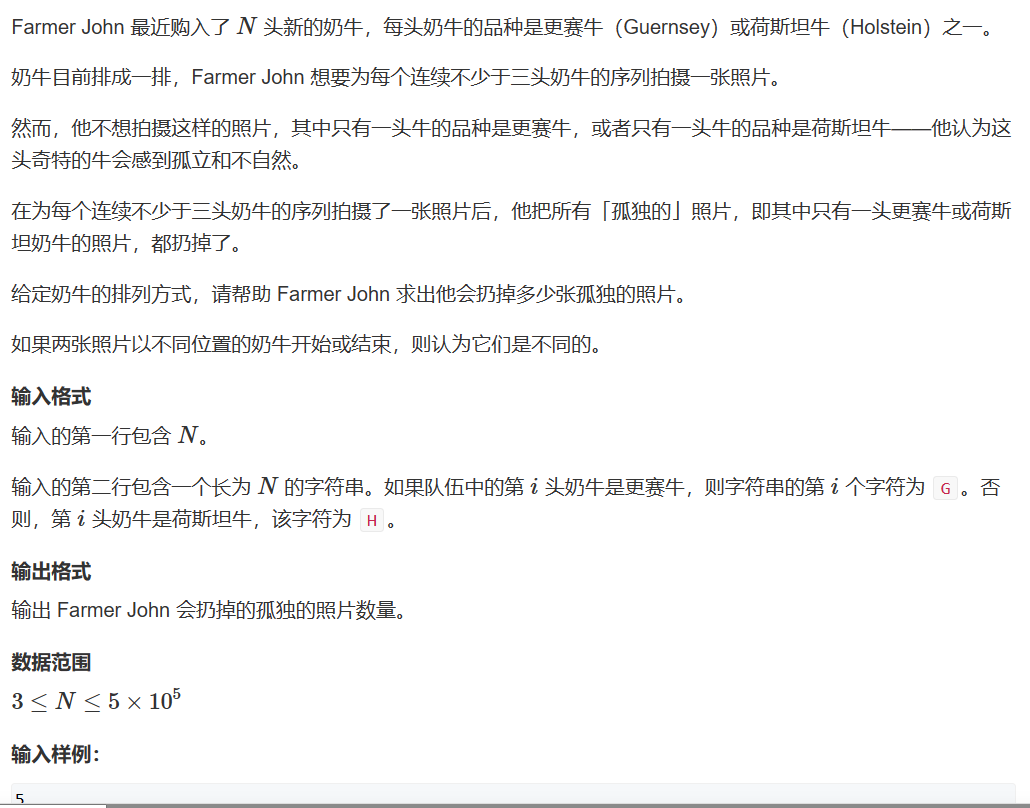 Farmer John 最近购入了 N 头新的奶牛，每头奶牛的品种是更赛牛（Guernsey）或荷斯坦牛（Holstein）之一。
奶牛目前排成一排，Farmer John 想要为每个连续不少于三头奶牛的序列拍摄一张照片。
然而，他不想拍摄这样的照片，其中只有一头牛的品种是更赛牛，或者只有一头牛的品种是荷斯坦牛——他认为这
头奇特的牛会感到孤立和不自然。
在为每个连续不少于三头奶牛的序列拍摄了一张照片后，他把所有「孤独的」照片，即其中只有一头更赛牛或荷斯
坦奶牛的照片，都扔掉了。
给定奶牛的排列方式，请帮助 Farmer John 求出他会扔掉多少张孤独的照片。
如果两张照片以不同位置的奶牛开始或结束，则认为它们是不同的。
输入格式
输入的第一行包含 N。
输入的第二行包含一个长为 N 的字符串。如果队伍中的第 i 头奶牛是更赛牛，则字符串的第 i 个字符为 G 。否
则，第 i 头奶牛是荷斯坦牛，该字符为 H 。
输出格式
输出 Farmer John 会扔掉的孤独的照片数量。
数据范围
3 ≤ N ≤ 5 × 10⁵
输入样例：
5